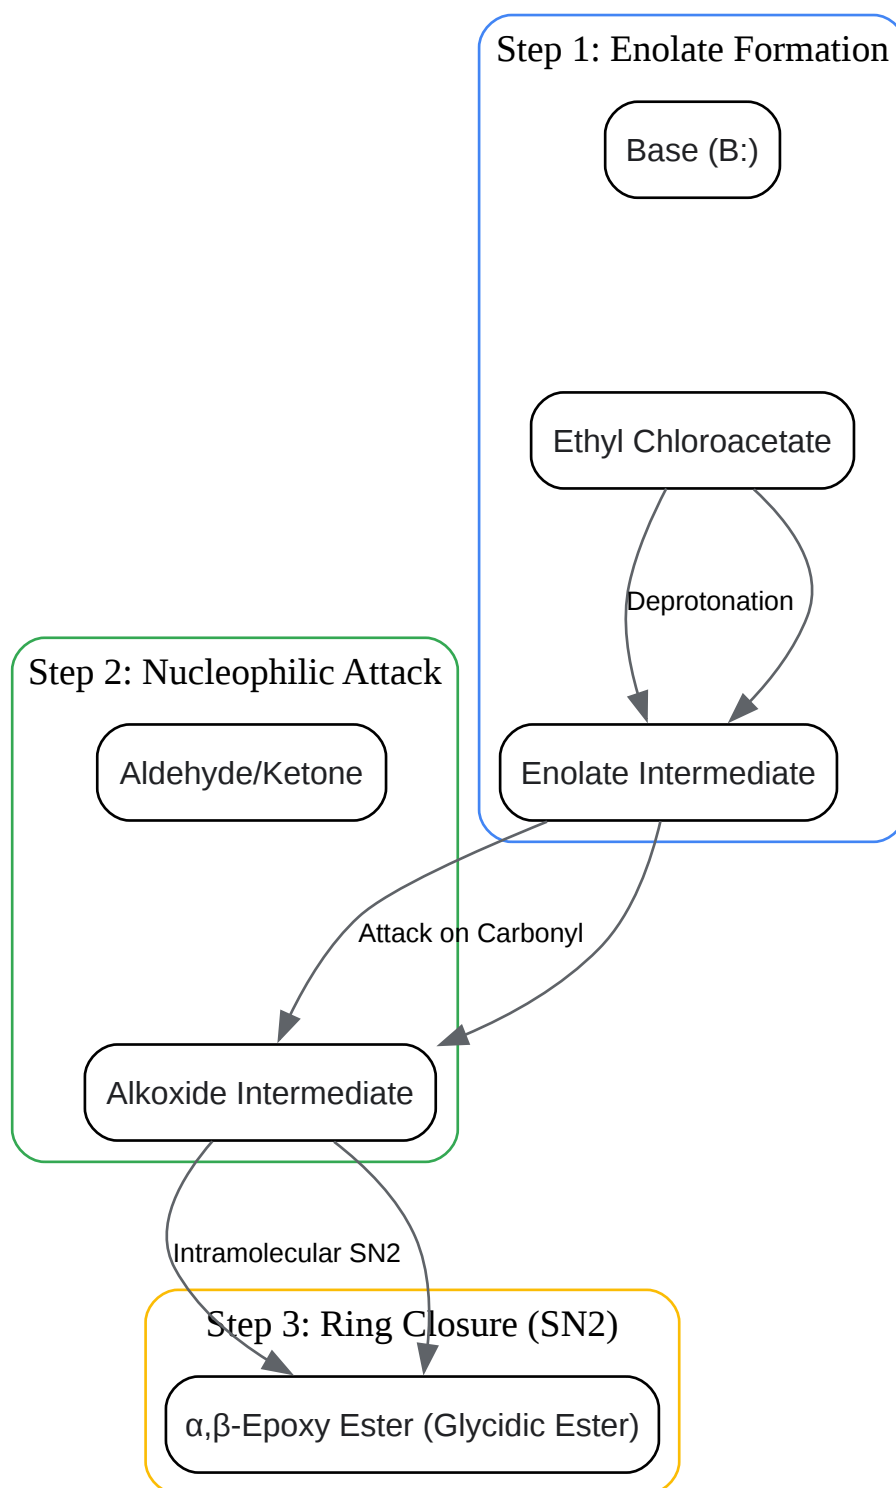 Step 1: Enolate Formation
Base (B:)
Ethyl Chloroacetate
Deprotonation
Enolate Intermediate
Step 2: Nucleophilic Attack
Aldehyde/Ketone
Attack on Carbonyl
Alkoxide Intermediate
Intramolecular SN2
Step 3: Ring Closure (SN2)
α,β-Epoxy Ester (Glycidic Ester)